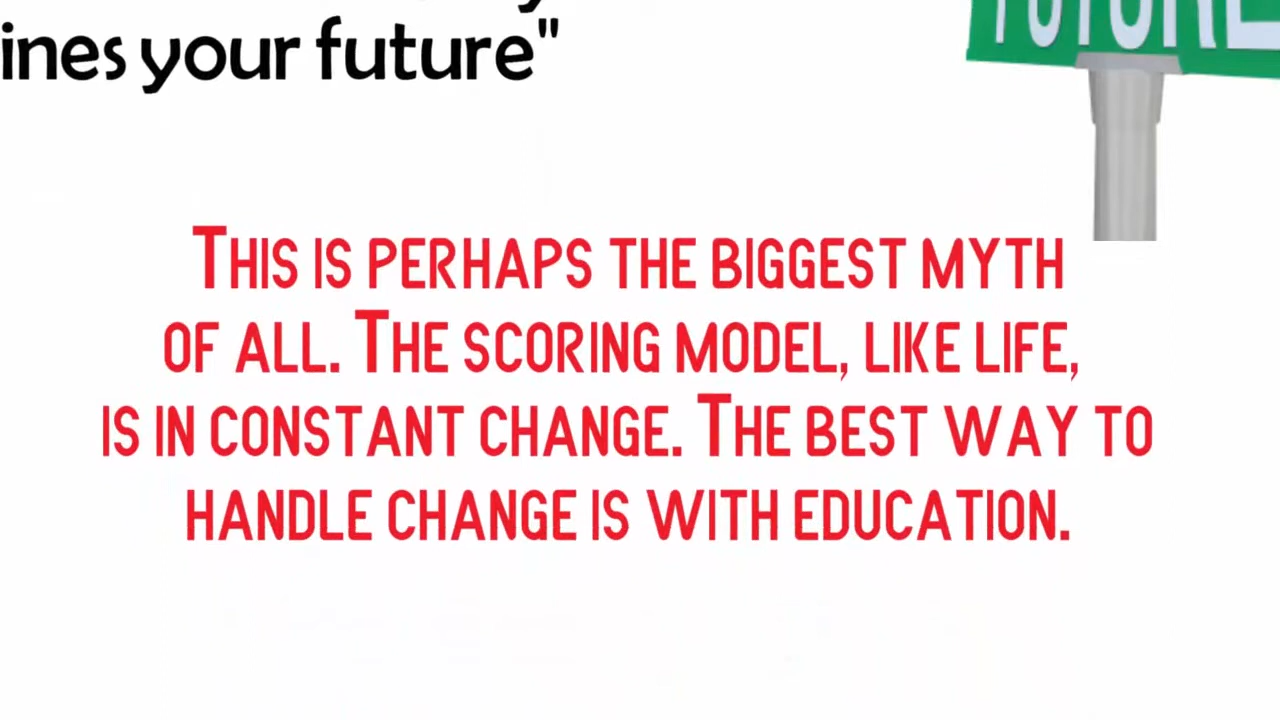 ines your future"
FUTURE
This is perhaps the biggest myth
of all. The scoring model, like life,
is in constant change. The best way to
handle change is with education.